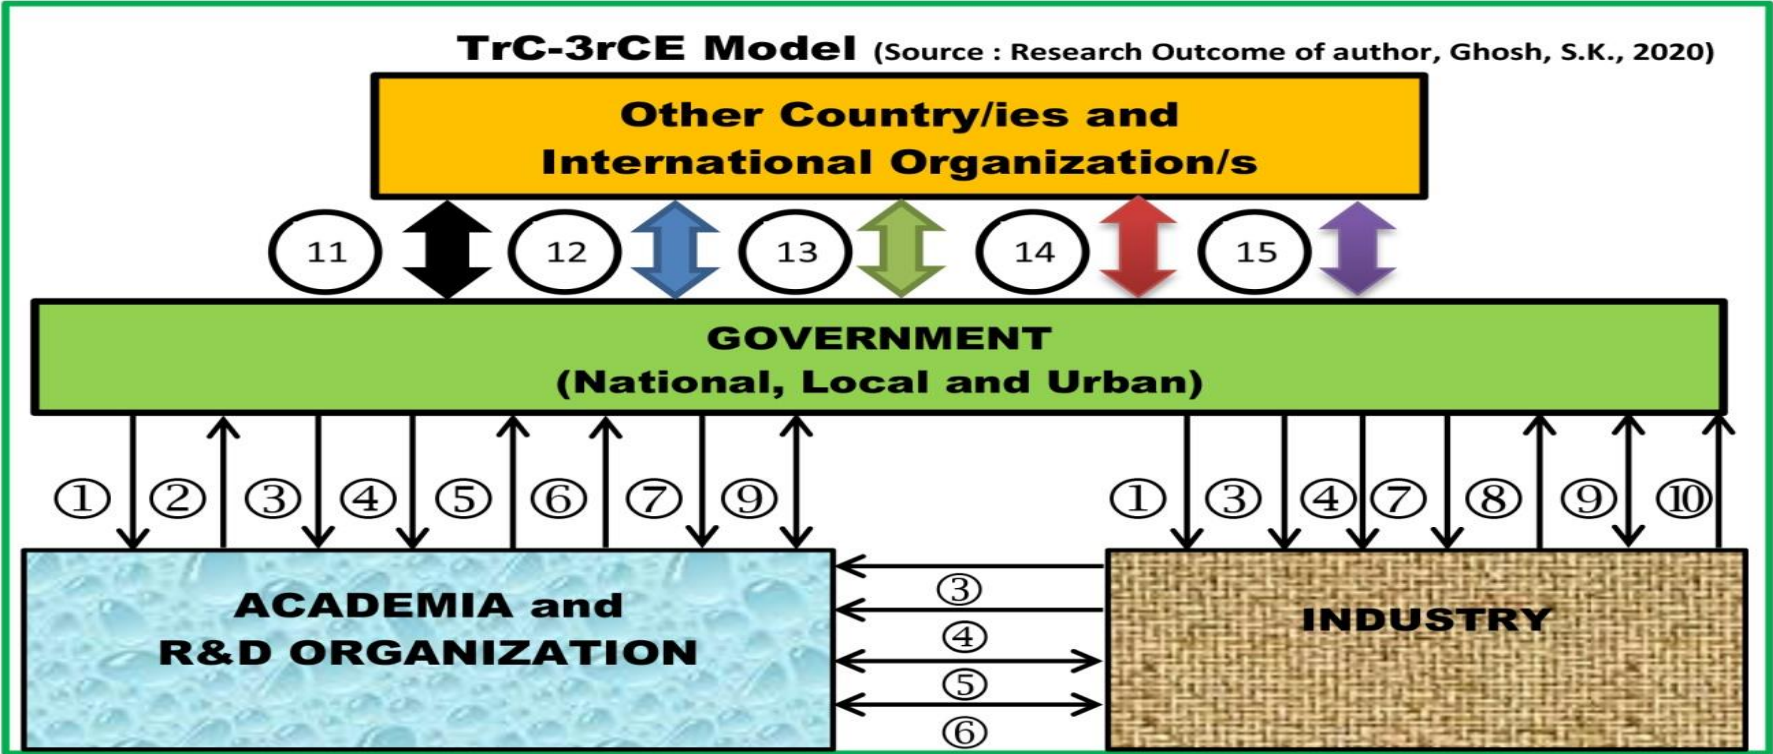 TrC-3rCE Model (Source : Research Outcome of author, Ghosh, S.K., 2020)
Other Country/ies and
International Organization/s
11 12 13 14 15
GOVERNMENT
(National, Local and Urban)
① ② ③ ④ ⑤ ⑥ ⑦ ⑨ ① ③ ④ ⑦ ⑧ ⑨ ⑩
ACADEMIA and
R&D ORGANIZATION
③
④
⑤
⑥
INDUSTRY